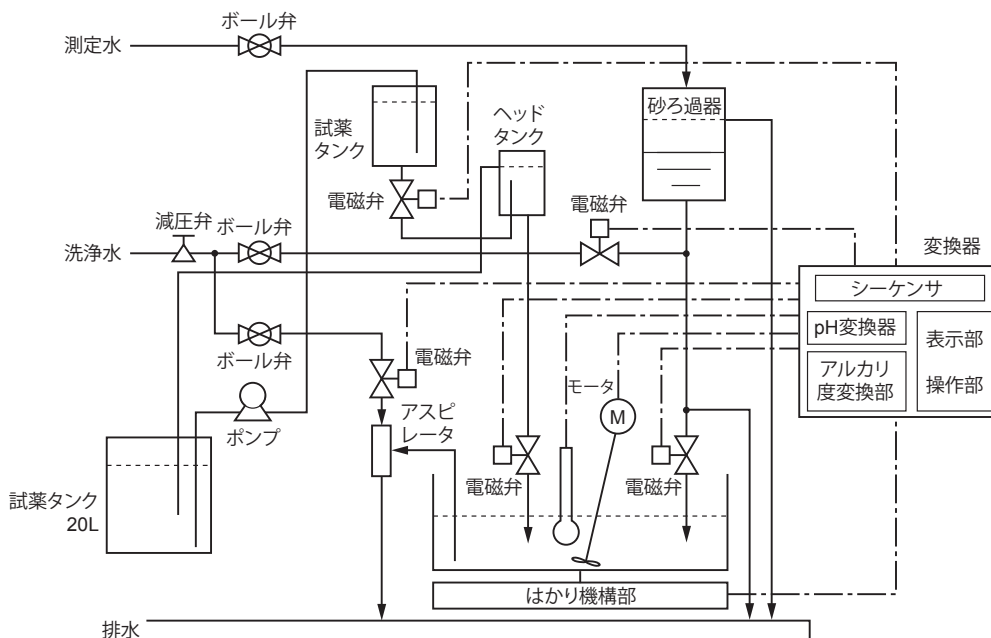 ボール弁
測定水
砂ろ過器
ヘッド
タンク
試薬
タンク
電磁弁
電磁弁
減圧弁
ボール弁
洗浄水
変換器
シーケンサ
pH変換器
表示部
アルカリ
度変換部
操作部
ボール弁
電磁弁
モータ
M
アスピ
レータ
ポンプ
電磁弁
電磁弁
試薬タンク
20L
はかり機構部
排水